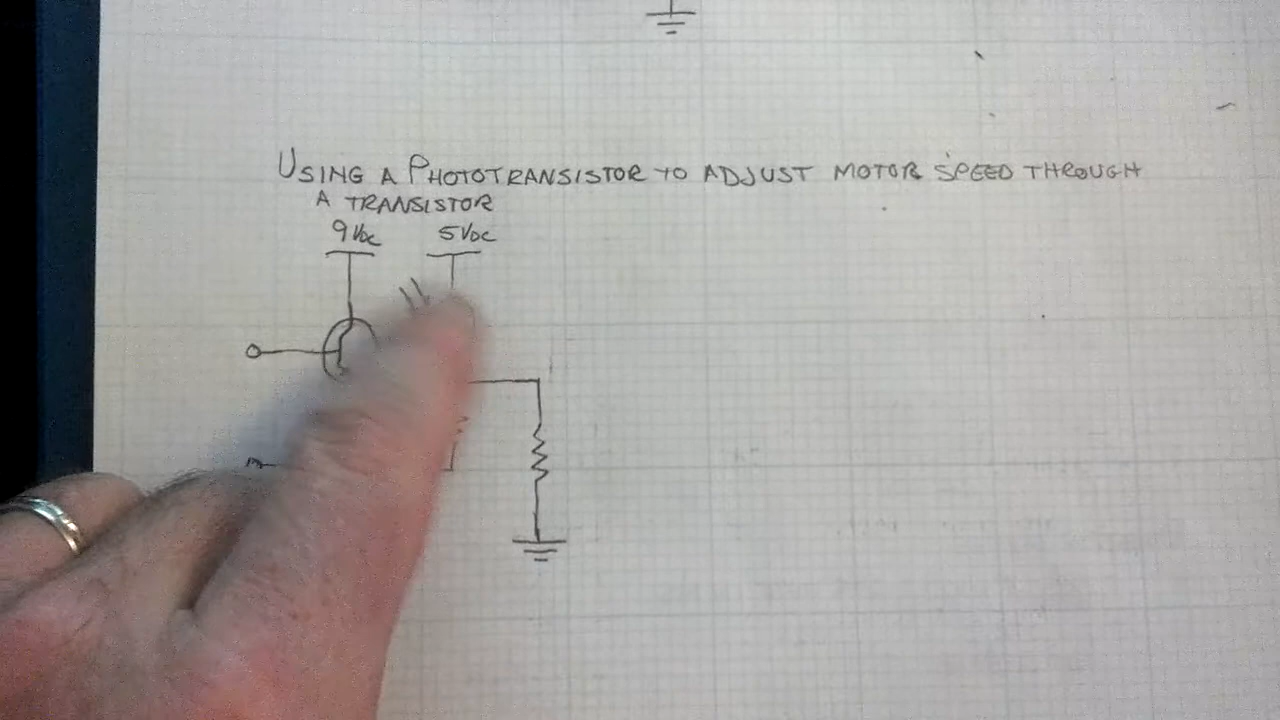 USING A PHOTOTRANSISTOR TO ADJUST MOTOR SPEED THROUGH
A TRANSISTOR
9VDC 5VDC